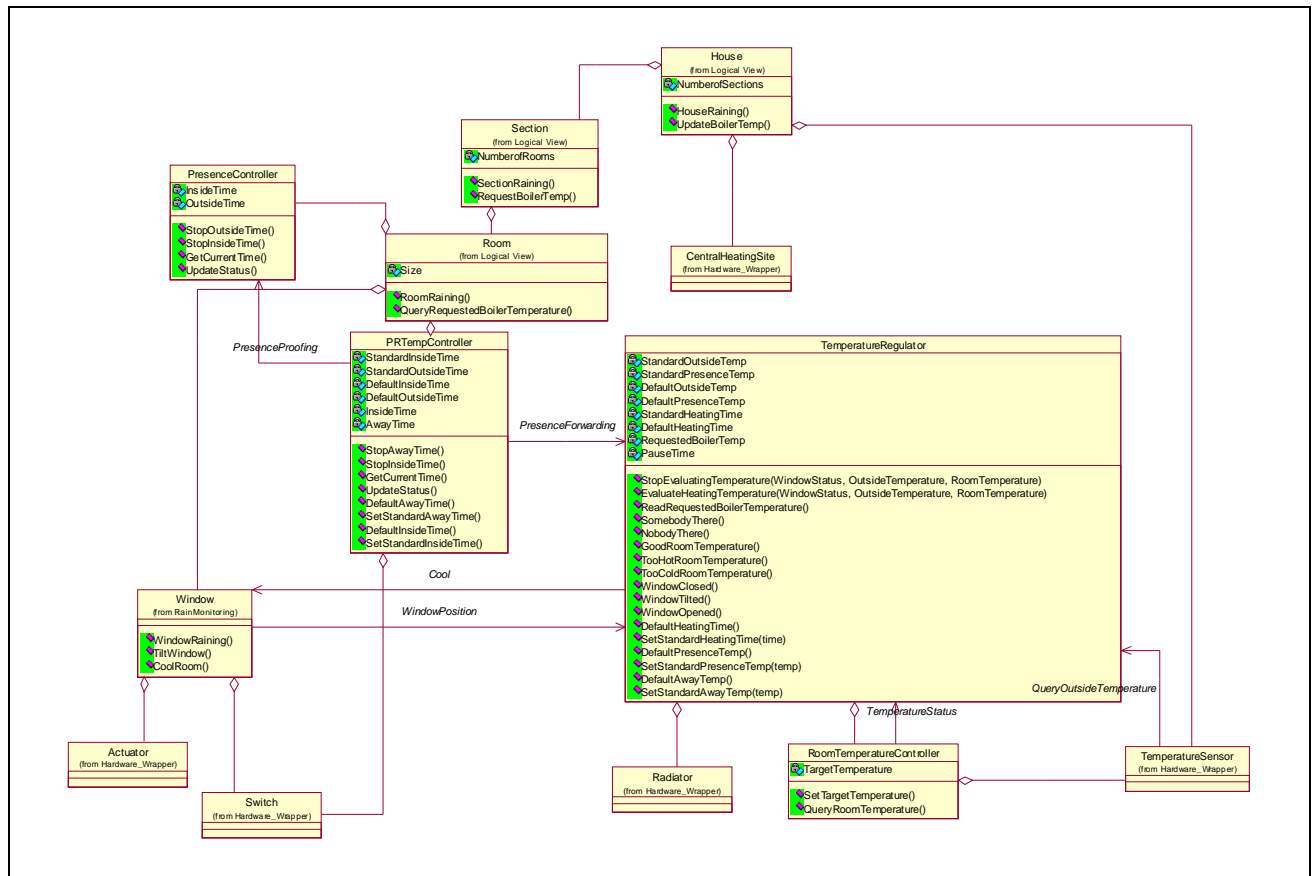 House
(from Logical View)
NumberofSections
HouseRaining()
UpdateBoilerTemp()
Section
(from Logical View)
NumberofRooms
SectionRaining()
RequestBoilerTemp()
PresenceController
InsideTime
OutsideTime
StopOutsideTime()
StopInsideTime()
GetCurrentTime()
UpdateStatus()
Room
(from Logical View)
Size
RoomRaining()
QueryRequestedBoilerTemperature()
CentralHeatingSite
(from Hardware_Wrapper)
PresenceProofing
PRTempController
StandardInsideTime
StandardOutsideTime
DefaultInsideTime
DefaultOutsideTime
InsideTime
AwayTime
StopAwayTime()
StopInsideTime()
GetCurrentTime()
UpdateStatus()
DefaultAwayTime()
SetStandardAwayTime()
DefaultInsideTime()
SetStandardInsideTime()
PresenceForwarding
TemperatureRegulator
StandardOutsideTemp
StandardPresenceTemp
DefaultOutsideTemp
DefaultPresenceTemp
StandardHeatingTime
DefaultHeatingTime
RequestedBoilerTemp
PauseTime
StopEvaluatingTemperature(WindowStatus, OutsideTemperature, RoomTemperature)
EvaluateHeatingTemperature(WindowStatus, OutsideTemperature, RoomTemperature)
ReadRequestedBoilerTemperature()
SomebodyThere()
NobodyThere()
GoodRoomTemperature()
TooHotRoomTemperature()
TooColdRoomTemperature()
WindowClosed()
WindowTilted()
WindowOpened()
DefaultHeatingTime()
SetStandardHeatingTime(time)
DefaultPresenceTemp()
SetStandardPresenceTemp(temp)
DefaultAwayTemp()
SetStandardAwayTemp(temp)
Cool
WindowPosition
Window
(from RainMonitoring)
WindowRaining()
TiltWindow()
CoolRoom()
QueryOutsideTemperature
TemperatureStatus
Actuator
(from Hardware_Wrapper)
Switch
(from Hardware_Wrapper)
Radiator
(from Hardware_Wrapper)
RoomTemperatureController
TargetTemperature
SetTargetTemperature()
QueryRoomTemperature()
TemperatureSensor
(from Hardware_Wrapper)